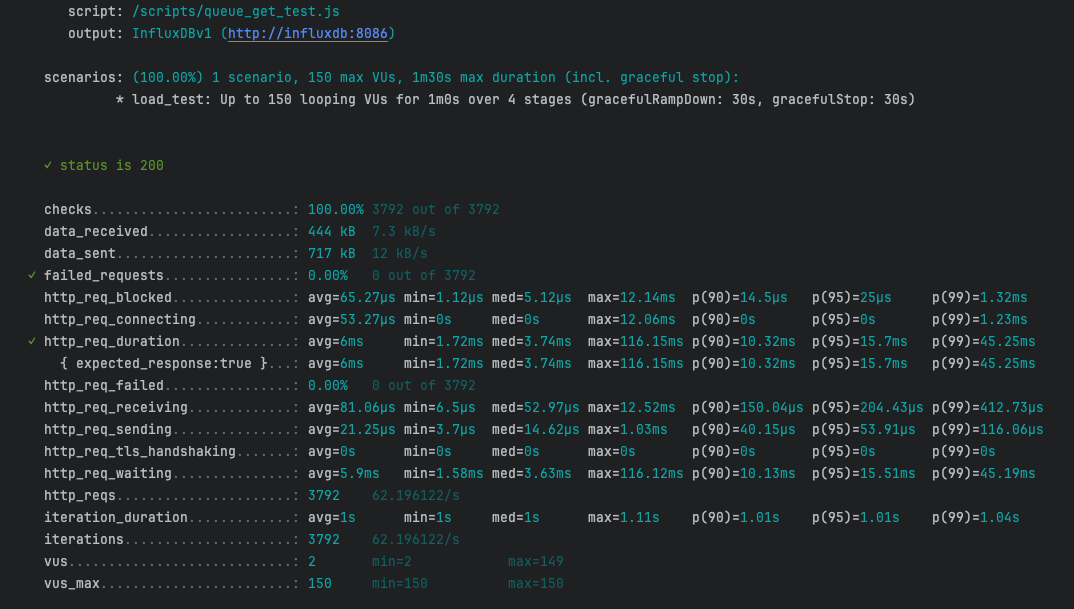 script: /scripts/queue_get_test.js
output: InfluxDBv1 (http://influxdb:8086)
scenarios: (100.00%) 1 scenario, 150 max VUs, 1m30s max duration (incl. graceful stop):
* load_test: Up to 150 looping VUs for 1m0s over 4 stages (gracefulRampDown: 30s, gracefulStop: 30s)
✓ status is 200
checks.........................: 100.00% 3792 out of 3792
data_received..................: 444 kB 7.3 kB/s
data_sent......................: 717 kB 12 kB/s
✓ failed_requests................: 0.00% 0 out of 3792
http_req_blocked...............: avg=65.27µs min=1.12µs med=5.12µs max=12.14ms p(90)=14.5µs p(95)=25µs p(99)=1.32ms
http_req_connecting............: avg=53.27µs min=0s med=0s max=12.06ms p(90)=0s p(95)=0s p(99)=1.23ms
✓ http_req_duration..............: avg=6ms min=1.72ms med=3.74ms max=116.15ms p(90)=10.32ms p(95)=15.7ms p(99)=45.25ms
{ expected_response:true }...: avg=6ms min=1.72ms med=3.74ms max=116.15ms p(90)=10.32ms p(95)=15.7ms p(99)=45.25ms
http_req_failed................: 0.00% 0 out of 3792
http_req_receiving.............: avg=81.06µs min=6.5µs med=52.97µs max=12.52ms p(90)=150.04µs p(95)=204.43µs p(99)=412.73µs
http_req_sending...............: avg=21.25µs min=3.7µs med=14.62µs max=1.03ms p(90)=40.15µs p(95)=53.91µs p(99)=116.06µs
http_req_tls_handshaking.......: avg=0s min=0s med=0s max=0s p(90)=0s p(95)=0s p(99)=0s
http_req_waiting...............: avg=5.9ms min=1.58ms med=3.63ms max=116.12ms p(90)=10.13ms p(95)=15.51ms p(99)=45.19ms
http_reqs......................: 3792 62.196122/s
iteration_duration.............: avg=1s min=1s med=1s max=1.11s p(90)=1.01s p(95)=1.01s p(99)=1.04s
iterations.....................: 3792 62.196122/s
vus............................: 2 min=2 max=149
vus_max........................: 150 min=150 max=150